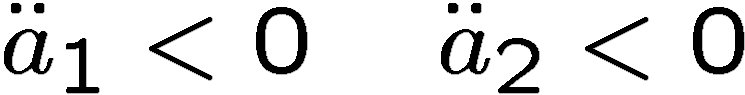 ä₁ < 0 ä₂ < 0